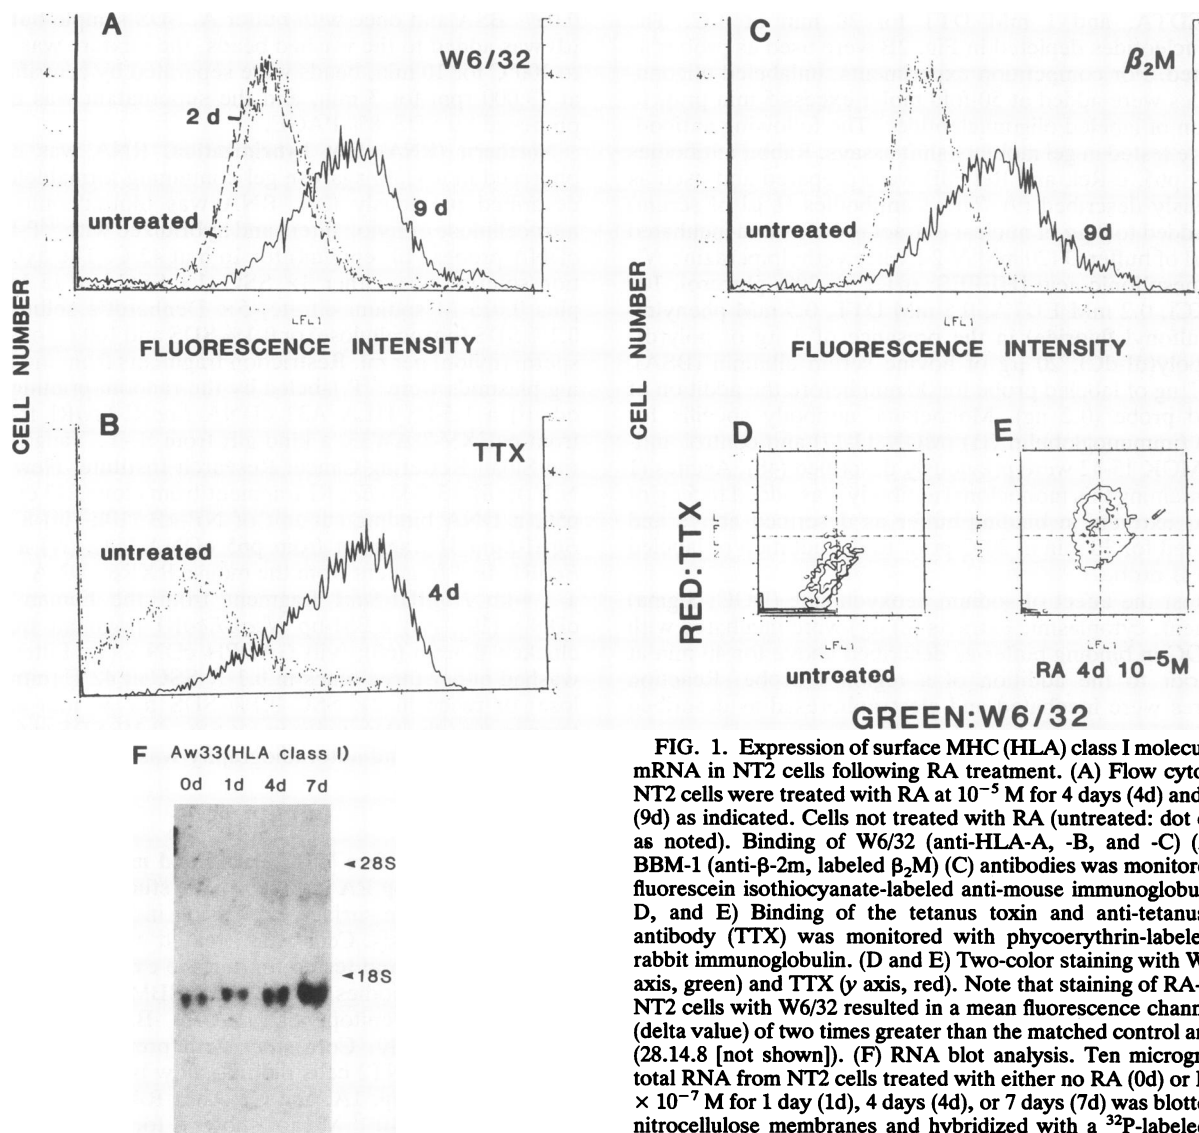 A
W6/32
2 d
untreated
9 d
LFL1
FLUORESCENCE INTENSITY
CELL NUMBER
B
TTX
untreated
4 d
C
β₂M
untreated
9d
LFL1
FLUORESCENCE INTENSITY
CELL NUMBER
D
E
RED:TTX
LFL1
untreated
RA 4d 10⁻⁵M
GREEN:W6/32
F Aw33(HLA class I)
0d 1d 4d 7d
◄28S
◄18S
FIG. 1. Expression of surface MHC (HLA) class I molecu
mRNA in NT2 cells following RA treatment. (A) Flow cyto
NT2 cells were treated with RA at 10⁻⁵ M for 4 days (4d) and
(9d) as indicated. Cells not treated with RA (untreated: dot
as noted). Binding of W6/32 (anti-HLA-A, -B, and -C)
BBM-1 (anti-β-2m, labeled β₂M) (C) antibodies was monitore
fluorescein isothiocyanate-labeled anti-mouse immunoglobu
D, and E) Binding of the tetanus toxin and anti-tetanus
antibody (TTX) was monitored with phycoerythrin-labele
rabbit immunoglobulin. (D and E) Two-color staining with W
axis, green) and TTX (y axis, red). Note that staining of RA-
NT2 cells with W6/32 resulted in a mean fluorescence chann
(delta value) of two times greater than the matched control a
(28.14.8 [not shown]). (F) RNA blot analysis. Ten microgr
total RNA from NT2 cells treated with either no RA (0d) or
× 10⁻⁷ M for 1 day (1d), 4 days (4d), or 7 days (7d) was blott
nitrocellulose membranes and hybridized with a ³²P-labele